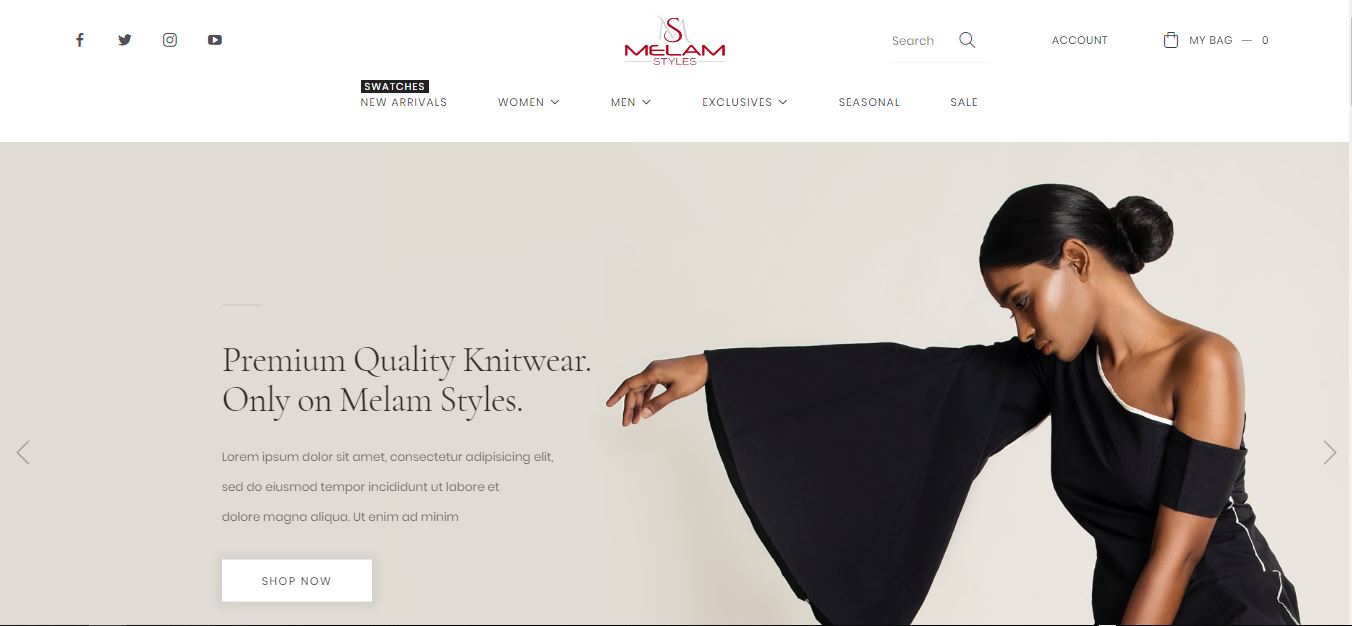 S
MELAM
STYLES
Search
ACCOUNT
MY BAG — 0
SWATCHES
NEW ARRIVALS
WOMEN
MEN
EXCLUSIVES
SEASONAL
SALE
Premium Quality Knitwear.
Only on Melam Styles.
Lorem ipsum dolor sit amet, consectetur adipisicing elit,
sed do eiusmod tempor incididunt ut labore et
dolore magna aliqua. Ut enim ad minim
SHOP NOW